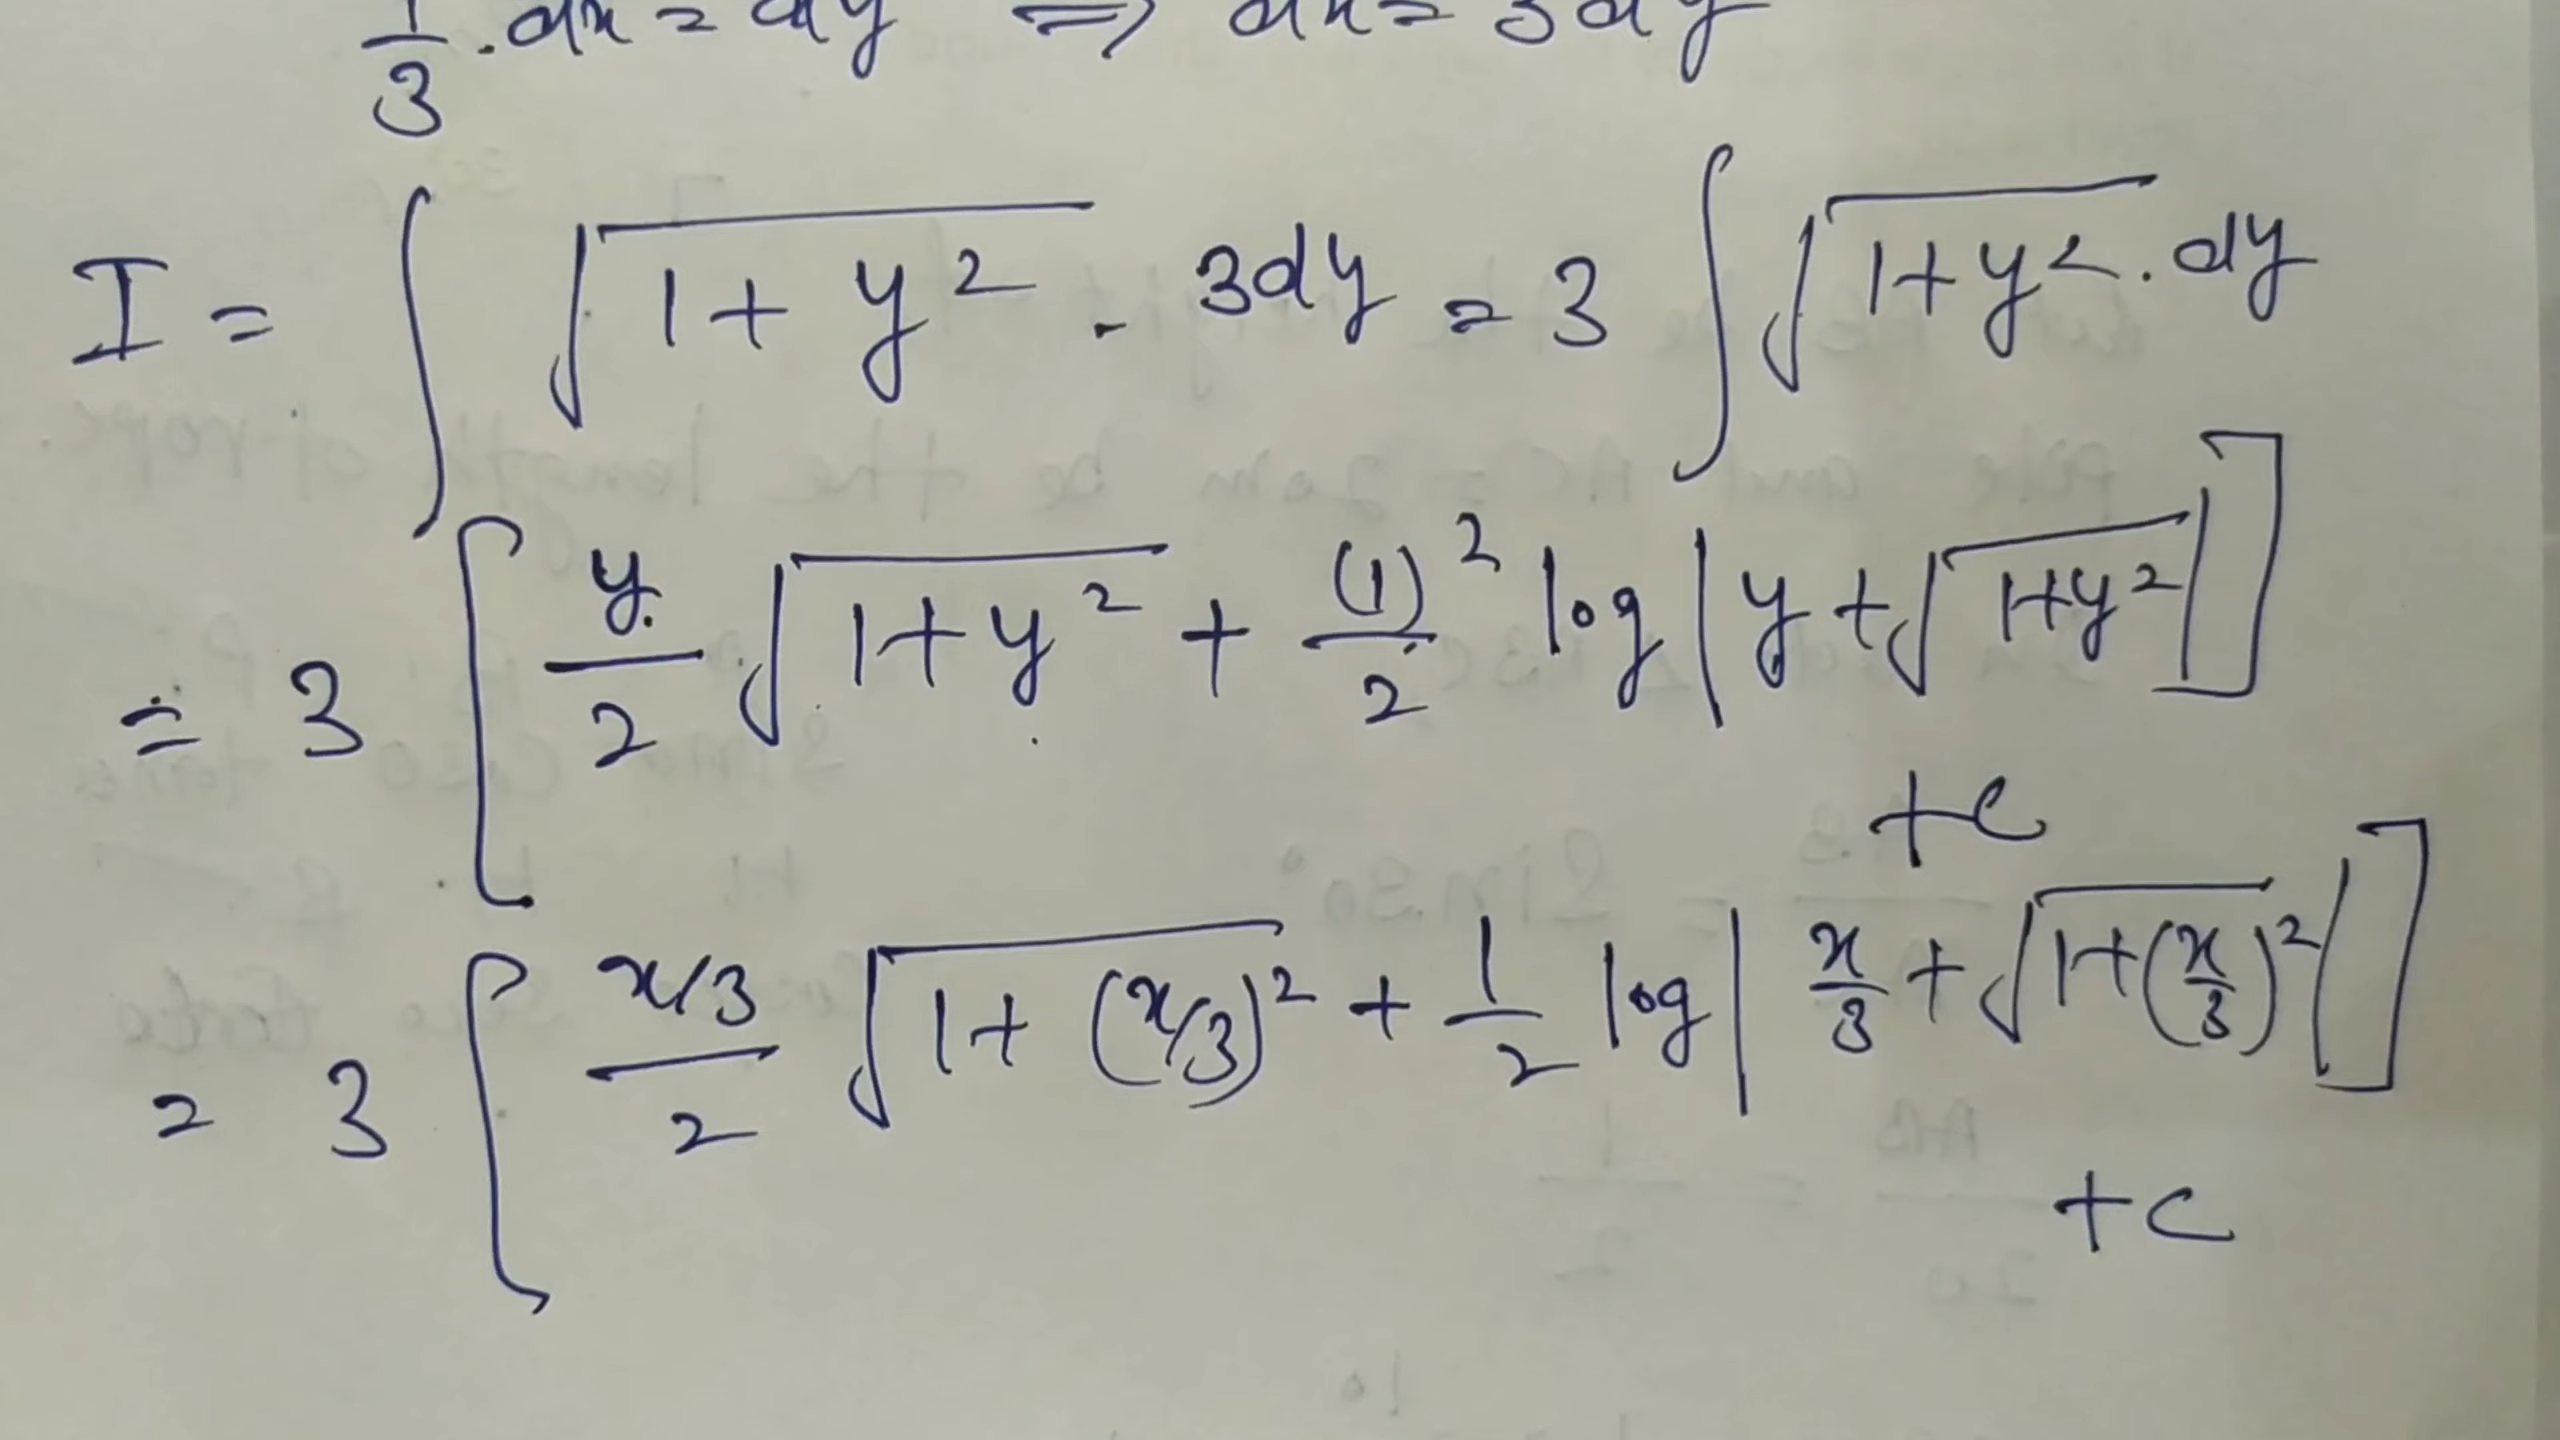 1/3 . dx = dy ⇒ dx = 3dy
I = ∫ √(1 + y²) . 3dy = 3 ∫ √(1+y²) . dy
= 3 [ y/2 √(1+y²) + (1)²/2 log | y + √(1+y²) | ]
+c
= 3 [ (x/3)/2 √(1 + (x/3)²) + 1/2 log | x/3 + √(1+(x/3)²) | ]
+c